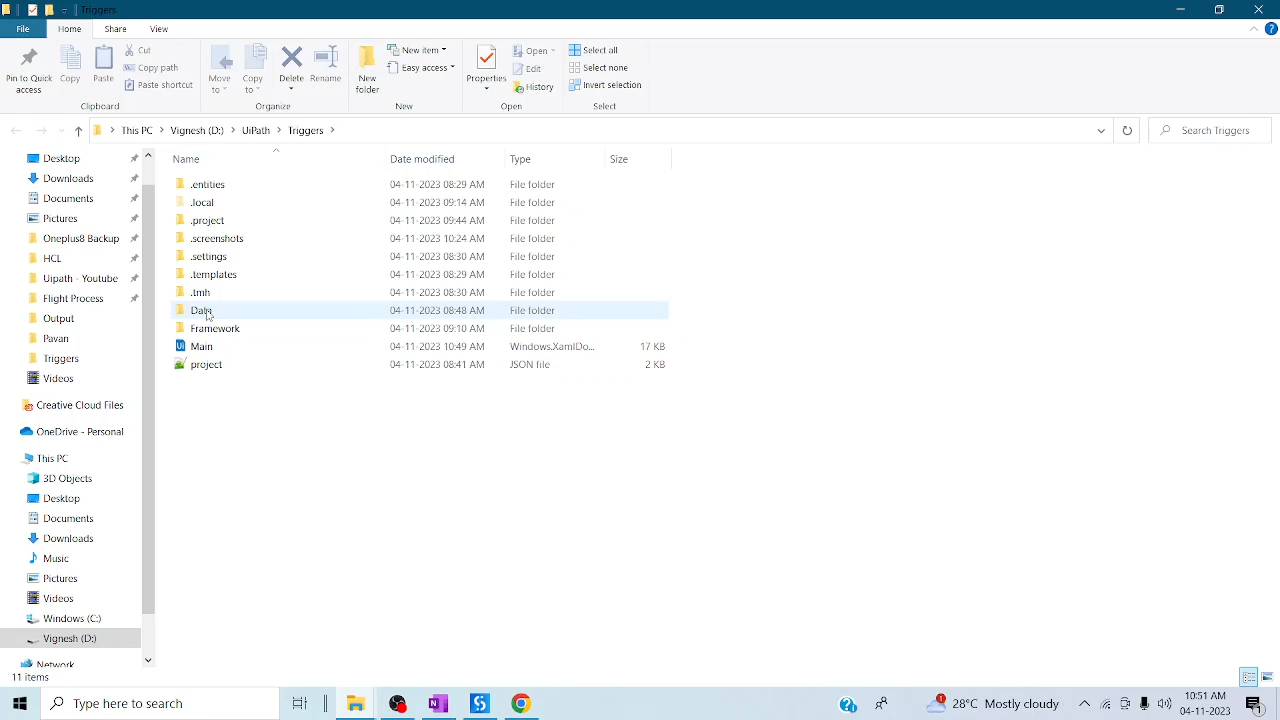 Triggers
File Home Share View
Pin to Quick access
Copy
Paste
Cut
Copy path
Paste shortcut
Clipboard
Move to
Copy to
Delete
Rename
Organize
New folder
New item
Easy access
New
Properties
Open
Edit
History
Open
Select all
Select none
Invert selection
Select
This PC Vignesh (D:) UiPath Triggers
Search Triggers
Desktop
Downloads
Documents
Pictures
Oneplus8 Backup
HCL
Uipath - Youtube
Flight Process
Output
Pavan
Triggers
Videos
Creative Cloud Files
OneDrive - Personal
This PC
3D Objects
Desktop
Documents
Downloads
Music
Pictures
Videos
Windows (C:)
Vignesh (D:)
Network
Name Date modified Type Size
.entities 04-11-2023 08:29 AM File folder
.local 04-11-2023 09:14 AM File folder
.project 04-11-2023 09:44 AM File folder
.screenshots 04-11-2023 10:24 AM File folder
.settings 04-11-2023 08:30 AM File folder
.templates 04-11-2023 08:29 AM File folder
.tmh 04-11-2023 08:30 AM File folder
Data 04-11-2023 08:48 AM File folder
Framework 04-11-2023 09:10 AM File folder
Main 04-11-2023 10:49 AM Windows.XamlDo... 17 KB
project 04-11-2023 08:41 AM JSON file 2 KB
11 items
Type here to search
28°C Mostly cloudy
10:51 AM
04-11-2023